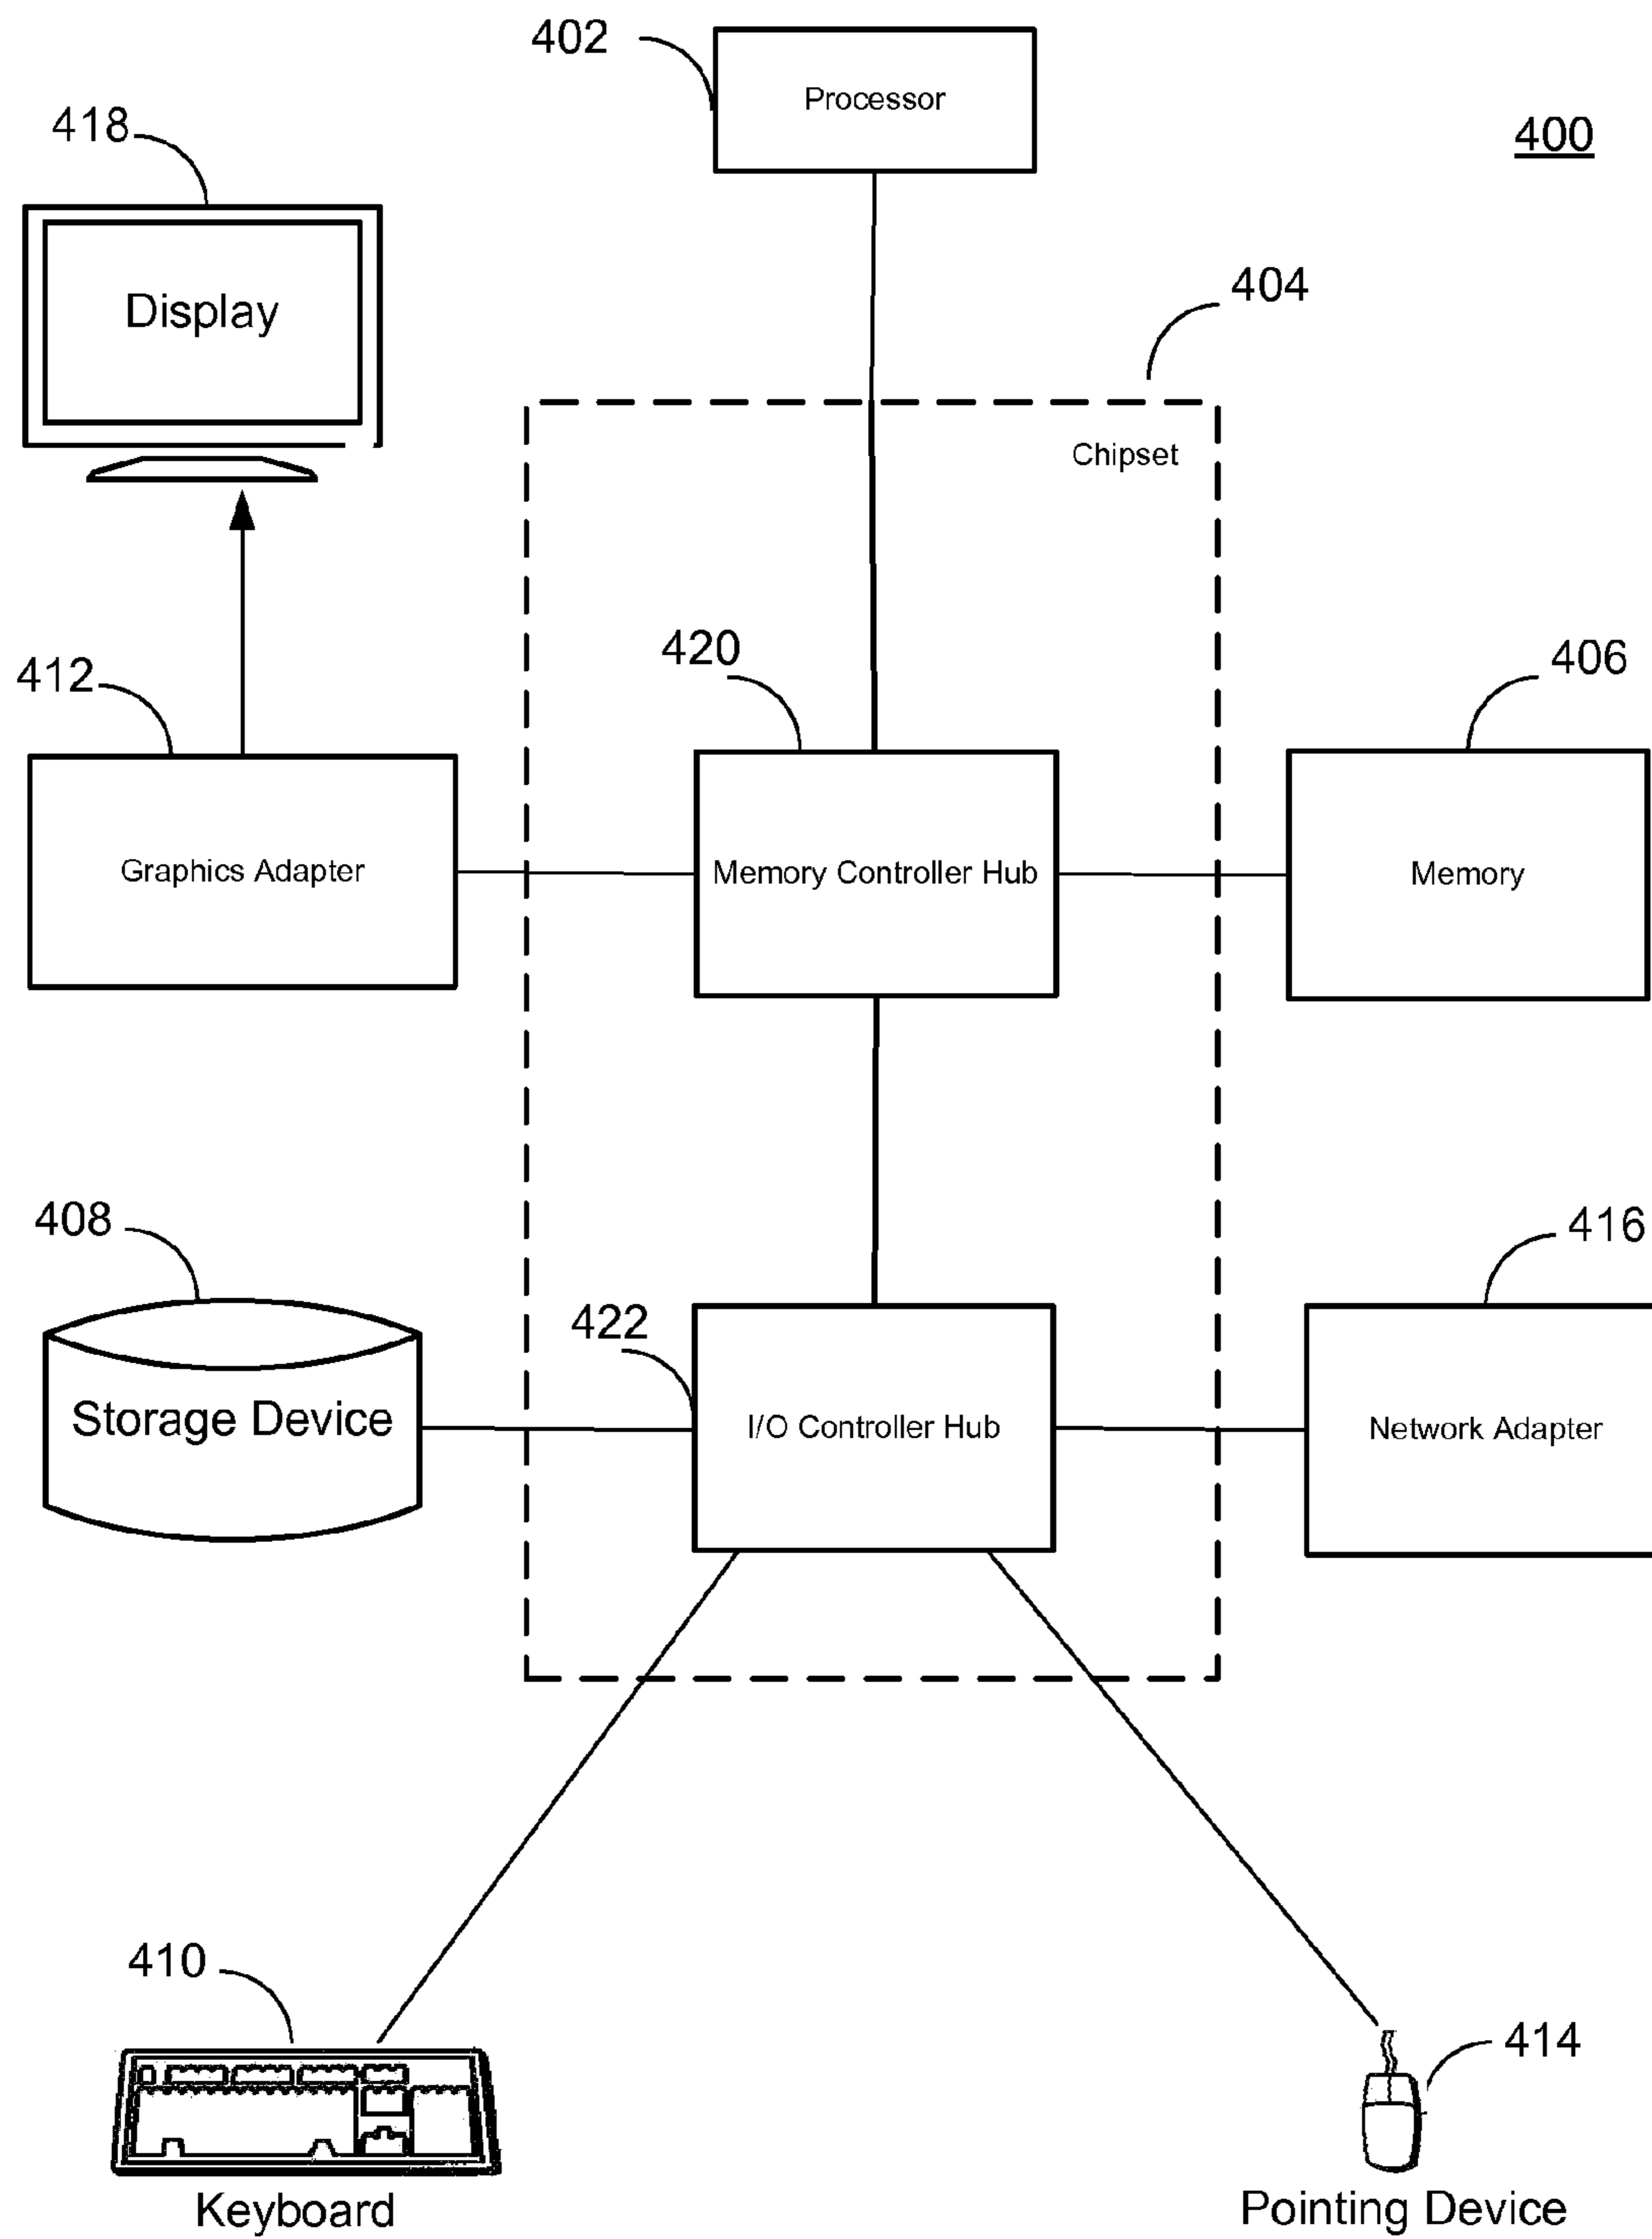 402
Processor
418
400
Display
404
Chipset
420
406
412
Graphics Adapter
Memory Controller Hub
Memory
408
416
422
Storage Device
I/O Controller Hub
Network Adapter
410
414
Keyboard
Pointing Device